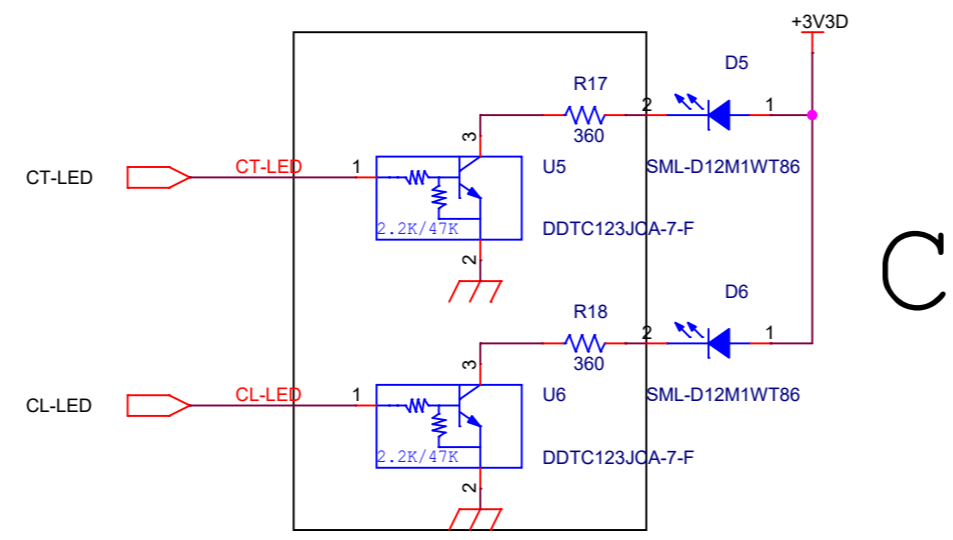 +3V3D
D5
R17
2
1
360
3
CT-LED
CT-LED
1
U5
SML-D12M1WT86
2.2K/47K
DDTC123JCA-7-F
2
C
D6
R18
2
1
360
3
CL-LED
CL-LED
1
U6
SML-D12M1WT86
2.2K/47K
DDTC123JCA-7-F
2